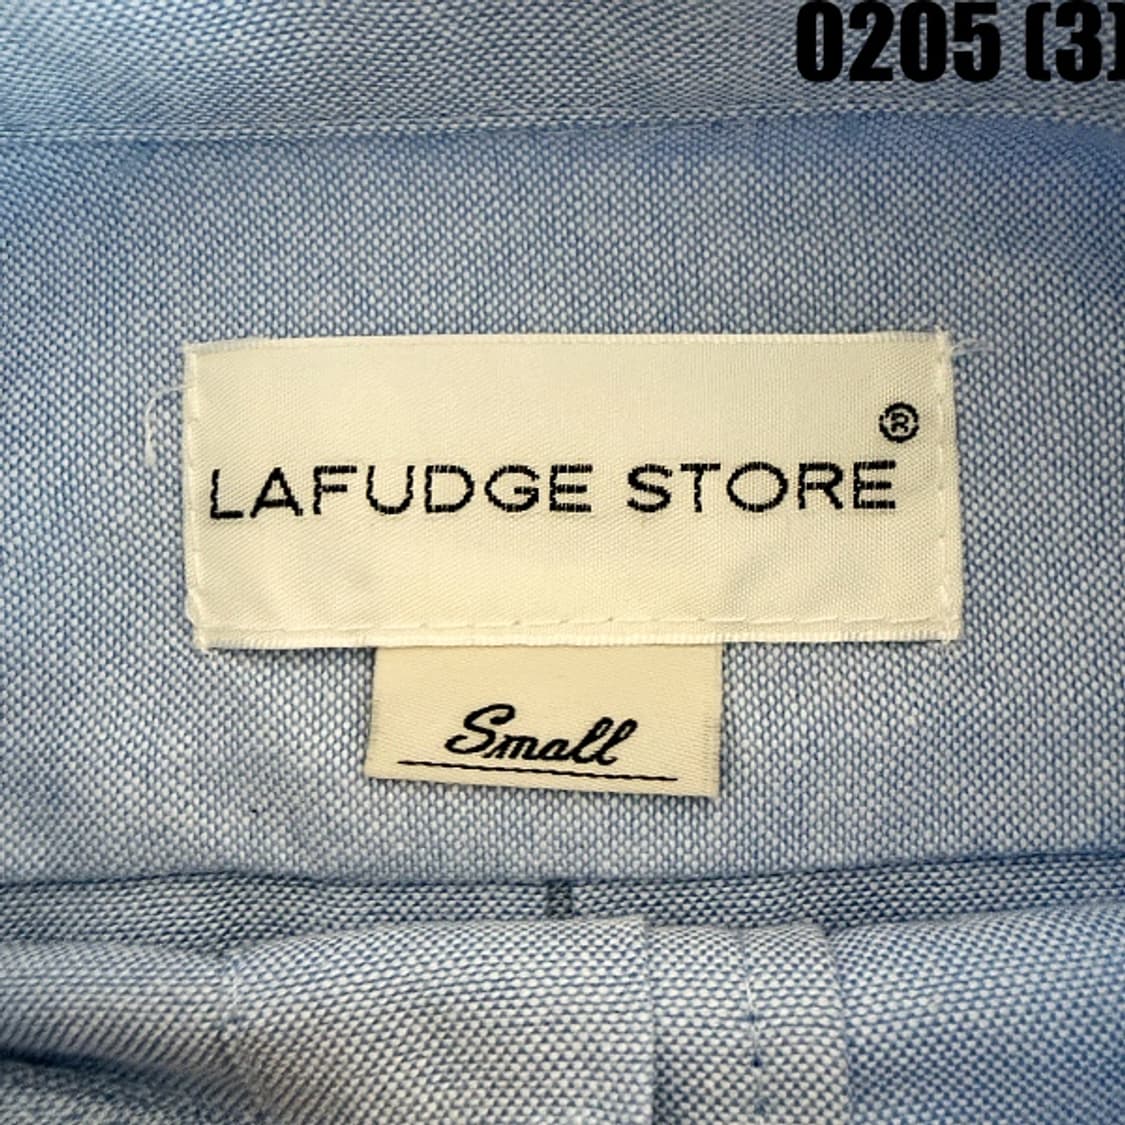 0205 (3)
®
LAFUDGE STORE
Small